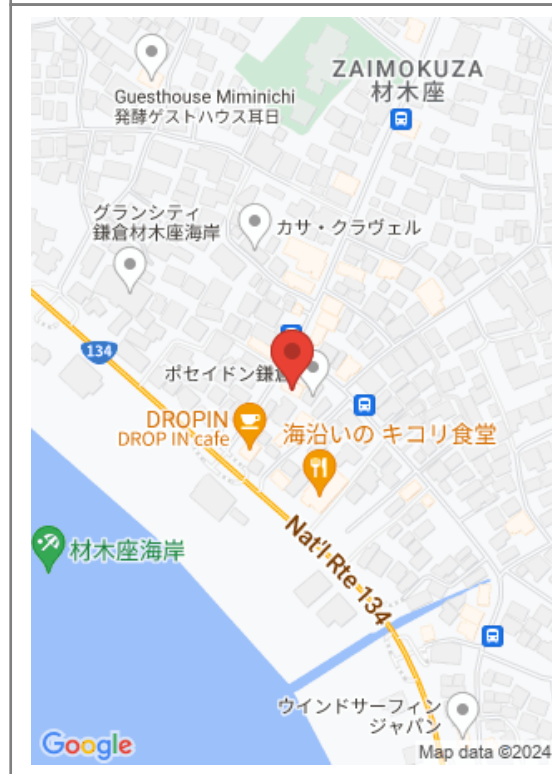 ZAIMOKUZA
材木座
Guesthouse Miminichi
発酵ゲストハウス耳日
グランシティ
鎌倉材木座海岸
カサ・クラヴェル
134
ポセイドン鎌倉
DROPIN
DROP IN cafe
海沿いの キコリ食堂
材木座海岸
Nat'l Rte 134
ウインドサーフィン
ジャパン
Google
Map data ©2024